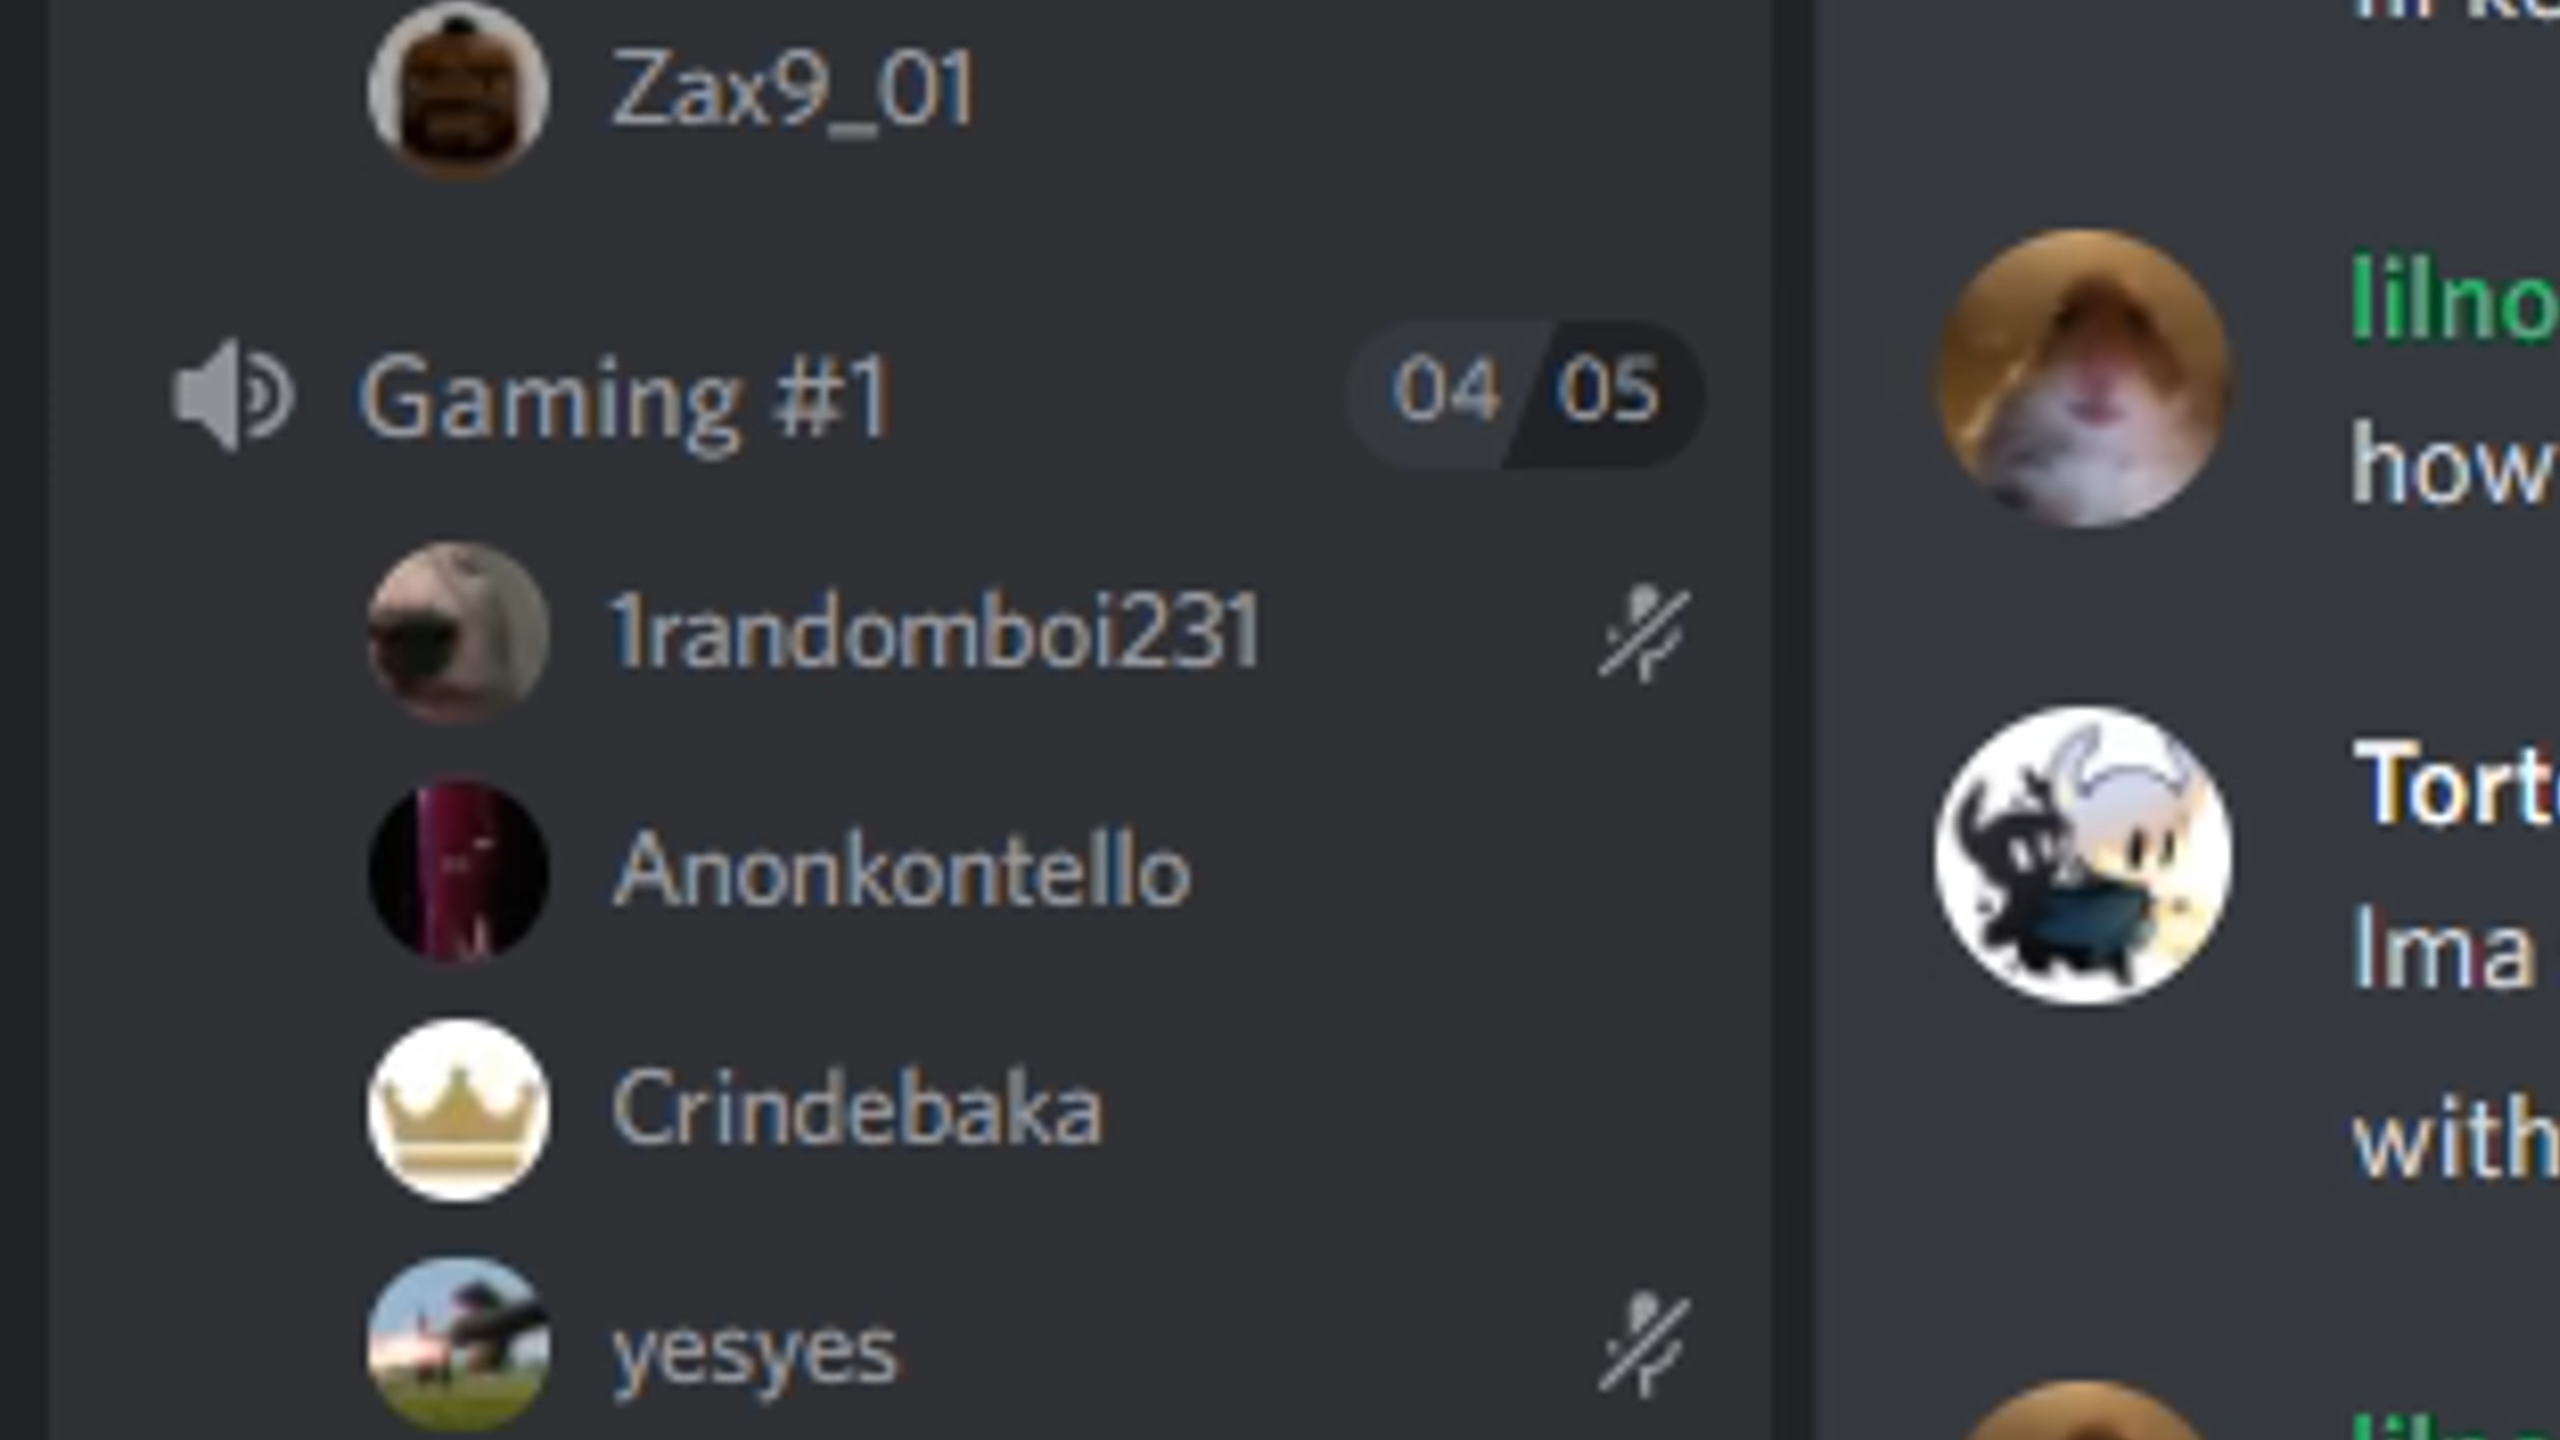 Zax9_01
Gaming #1
04 05
1randomboi231
Anonkontello
Crindebaka
yesyes
how
Ima
with